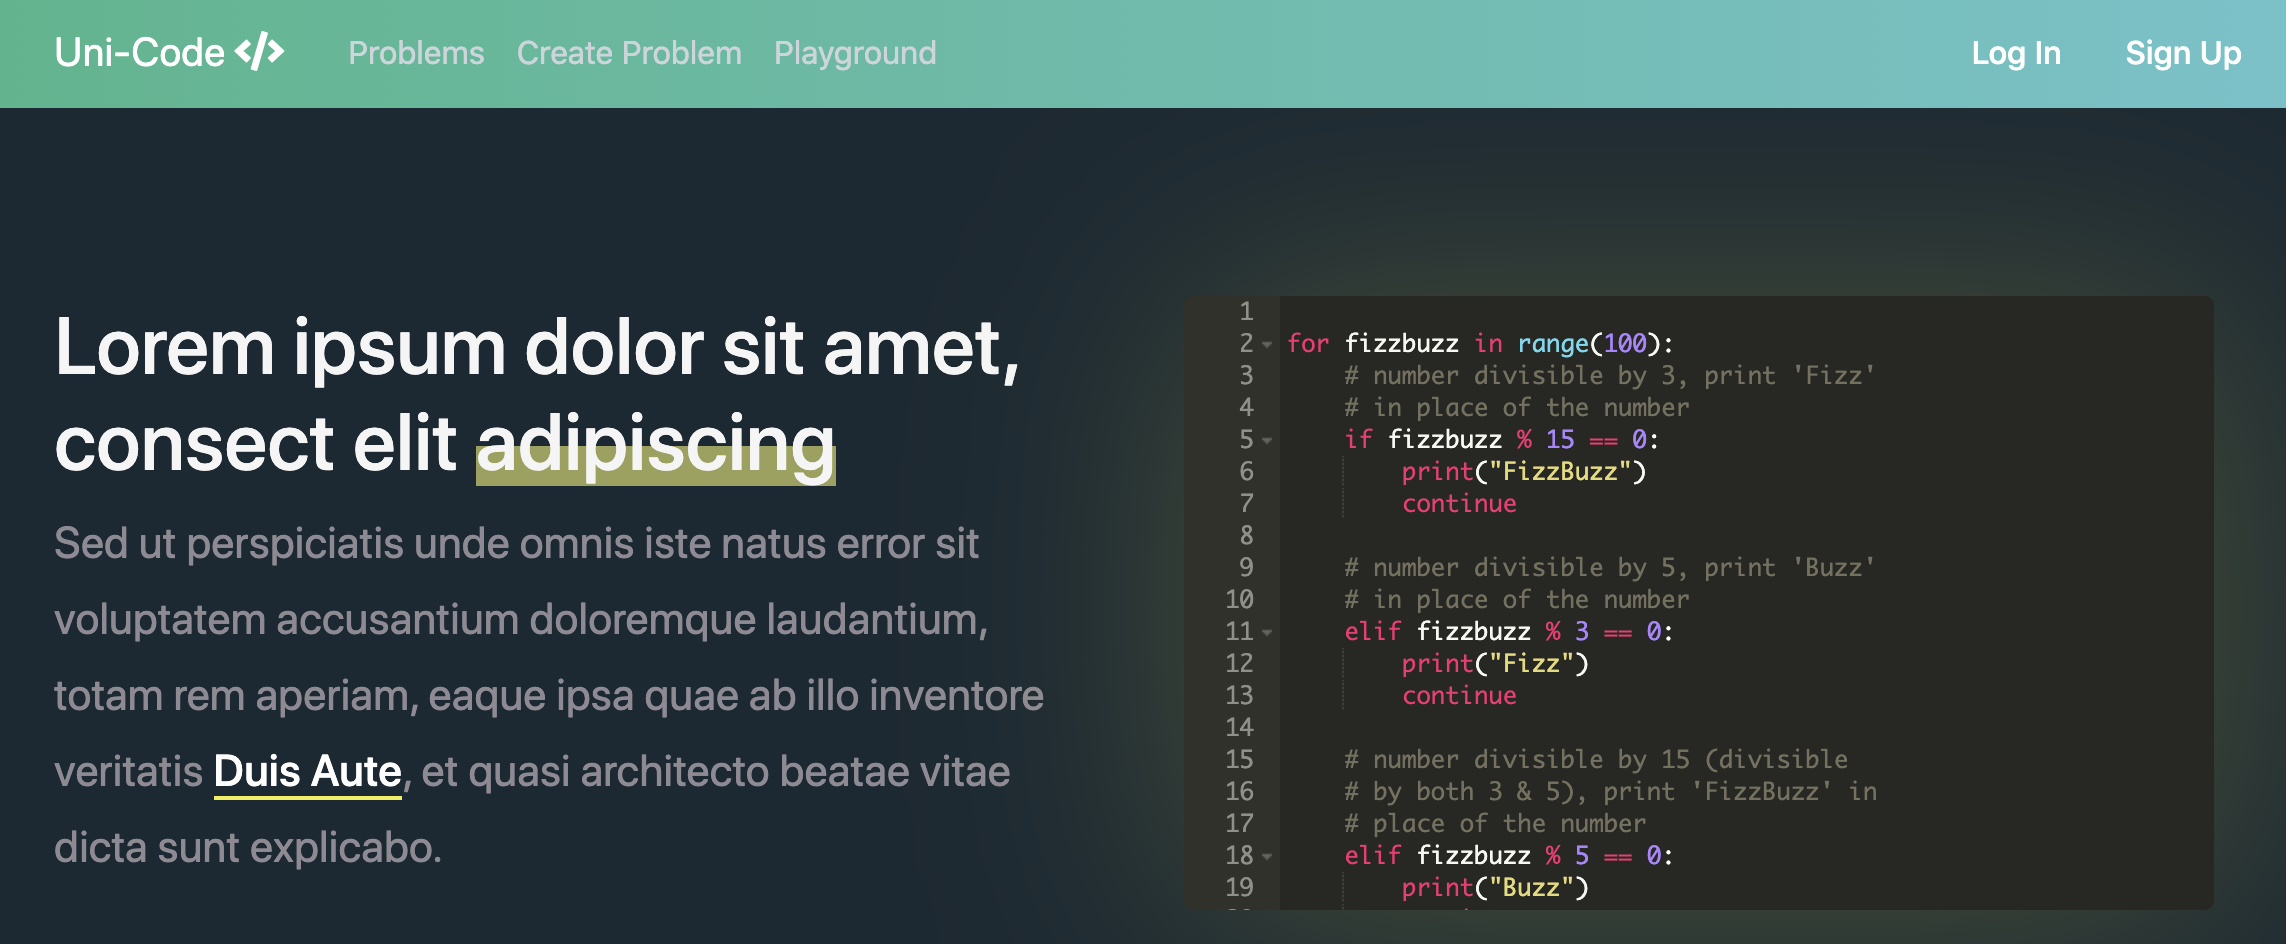 Uni-Code </> Problems Create Problem Playground Log In Sign Up
Lorem ipsum dolor sit amet,
consect elit adipiscing
Sed ut perspiciatis unde omnis iste natus error sit
voluptatem accusantium doloremque laudantium,
totam rem aperiam, eaque ipsa quae ab illo inventore
veritatis Duis Aute, et quasi architecto beatae vitae
dicta sunt explicabo.
1
2 for fizzbuzz in range(100):
3     # number divisible by 3, print 'Fizz'
4     # in place of the number
5     if fizzbuzz % 15 == 0:
6         print("FizzBuzz")
7         continue
8
9     # number divisible by 5, print 'Buzz'
10     # in place of the number
11     elif fizzbuzz % 3 == 0:
12         print("Fizz")
13         continue
14
15     # number divisible by 15 (divisible
16     # by both 3 & 5), print 'FizzBuzz' in
17     # place of the number
18     elif fizzbuzz % 5 == 0:
19         print("Buzz")